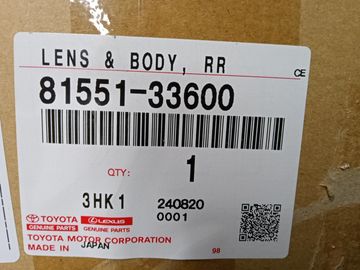 LENS & BODY, RR
CE
81551-33600
QTY: 1
3HK1 240820
0001
TOYOTA LEXUS
GENUINE PARTS GENUINE PARTS
TOYOTA MOTOR CORPORATION
MADE IN JAPAN 98